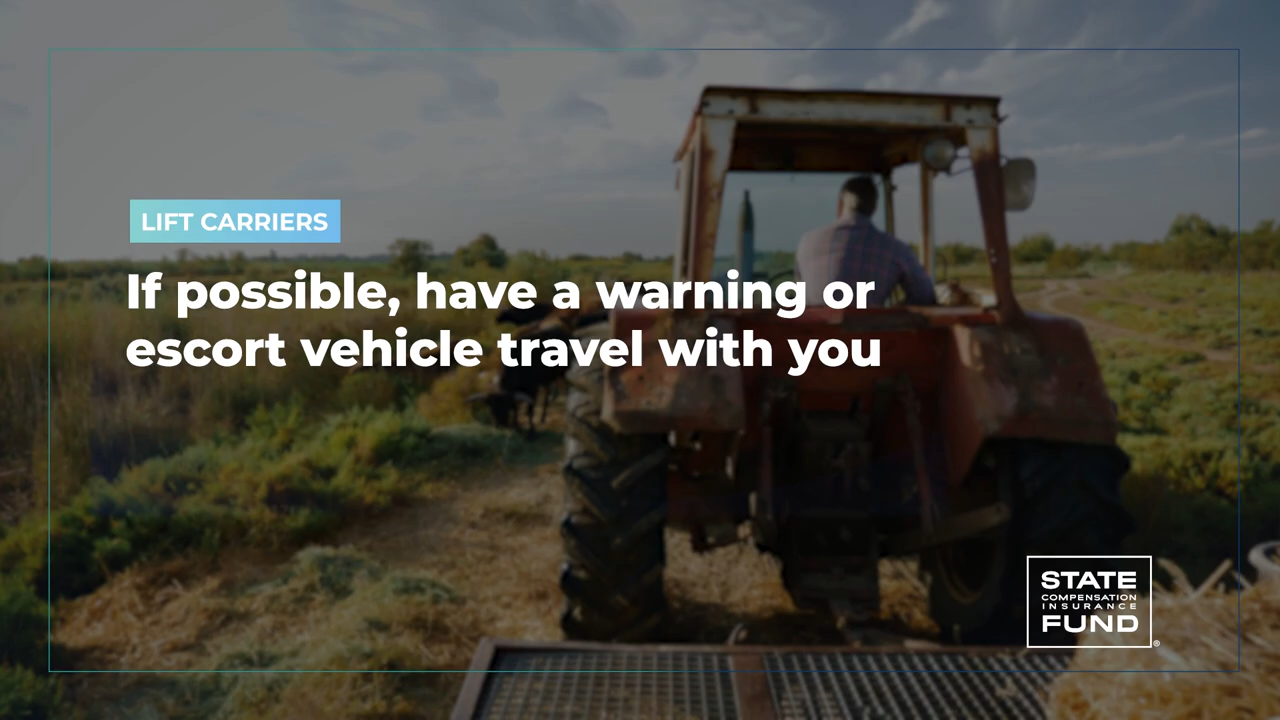 LIFT CARRIERS
If possible, have a warning or
escort vehicle travel with you
STATE
COMPENSATION
INSURANCE
FUND
®